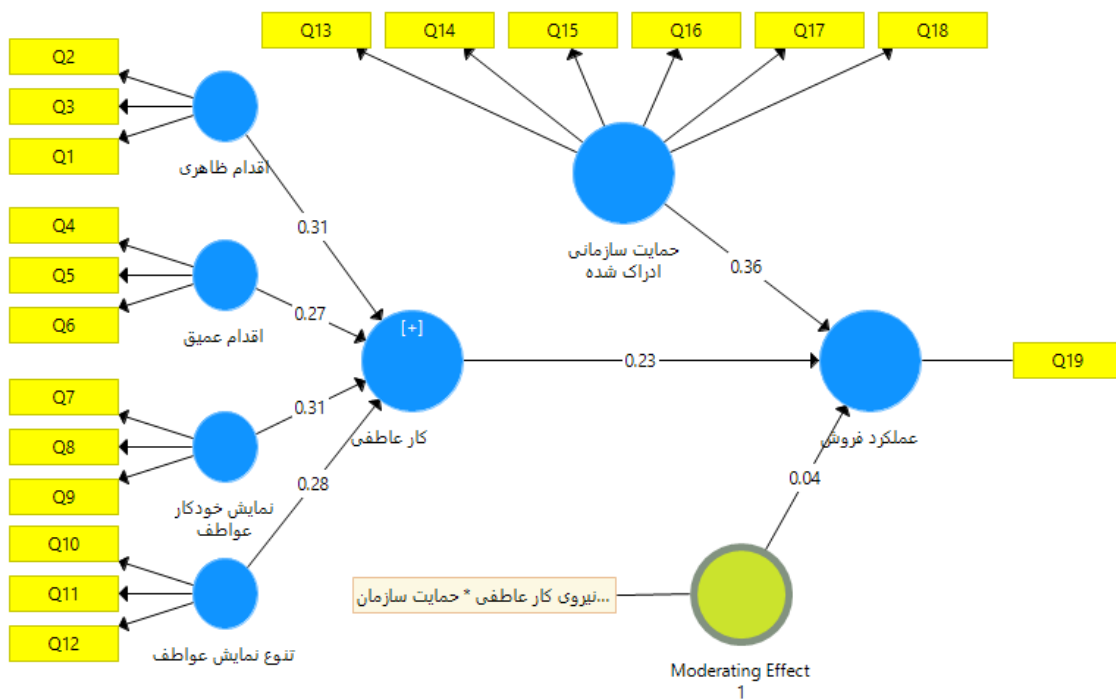 Q13
Q14
Q15
Q16
Q17
Q18
Q2
Q3
Q1
اقدام ظاهری
0.31
حمایت سازمانی
ادراک شده
0.36
Q4
Q5
Q6
اقدام عمیق
0.27
[+]
کار عاطفی
0.23
عملکرد فروش
Q19
Q7
Q8
Q9
نمایش خودکار
عواطف
0.31
Q10
Q11
Q12
تنوع نمایش عواطف
0.28
0.04
نیروی کار عاطفی * حمایت سازمان...
Moderating Effect
1